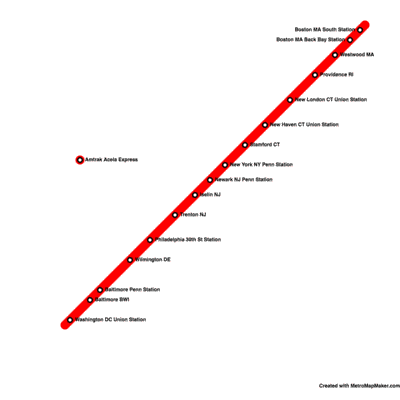 Boston MA South Station
Boston MA Back Bay Station
Westwood MA
Providence RI
New London CT Union Station
New Haven CT Union Station
Stamford CT
Amtrak Acela Express
New York NY Penn Station
Newark NJ Penn Station
Iselin NJ
Trenton NJ
Philadelphia 30th St Station
Wilmington DE
Baltimore Penn Station
Baltimore BWI
Washington DC Union Station
Created with MetroMapMaker.com